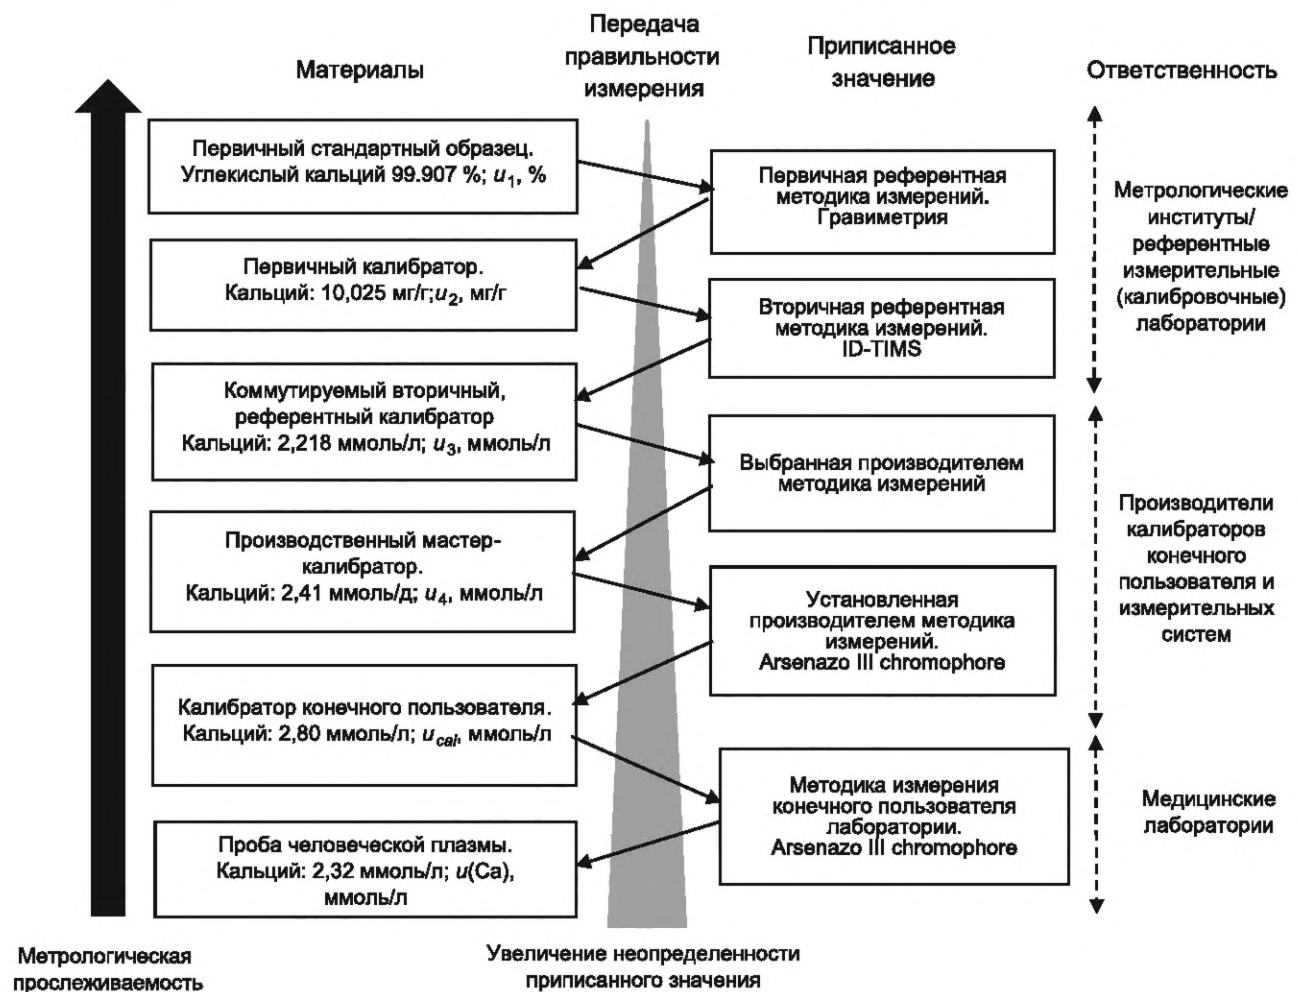 Материалы
Передача
правильности
измерения
Приписанное
значение
Ответственность
Первичный стандартный образец.
Углекислый кальций 99.907 %; u1, %
Первичная референтная
методика измерений.
Гравиметрия
Первичный калибратор.
Кальций: 10,025 мг/г;u2, мг/г
Вторичная референтная
методика измерений.
ID-TIMS
Метрологические
институты/
референтные
измерительные
(калибровочные)
лаборатории
Коммутируемый вторичный,
референтный калибратор
Кальций: 2,218 ммоль/л; u3, ммоль/л
Выбранная производителем
методика измерений
Производственный мастер-
калибратор.
Кальций: 2,41 ммоль/д; u4, ммоль/л
Установленная
производителем методика
измерений.
Arsenazo III chromophore
Производители
калибраторов
конечного
пользователя и
измерительных
систем
Калибратор конечного пользователя.
Кальций: 2,80 ммоль/л; ucal, ммоль/л
Методика измерения
конечного пользователя
лаборатории.
Arsenazo III chromophore
Медицинские
лаборатории
Проба человеческой плазмы.
Кальций: 2,32 ммоль/л; u(Ca),
ммоль/л
Метрологическая
прослеживаемость
Увеличение неопределенности
приписанного значения